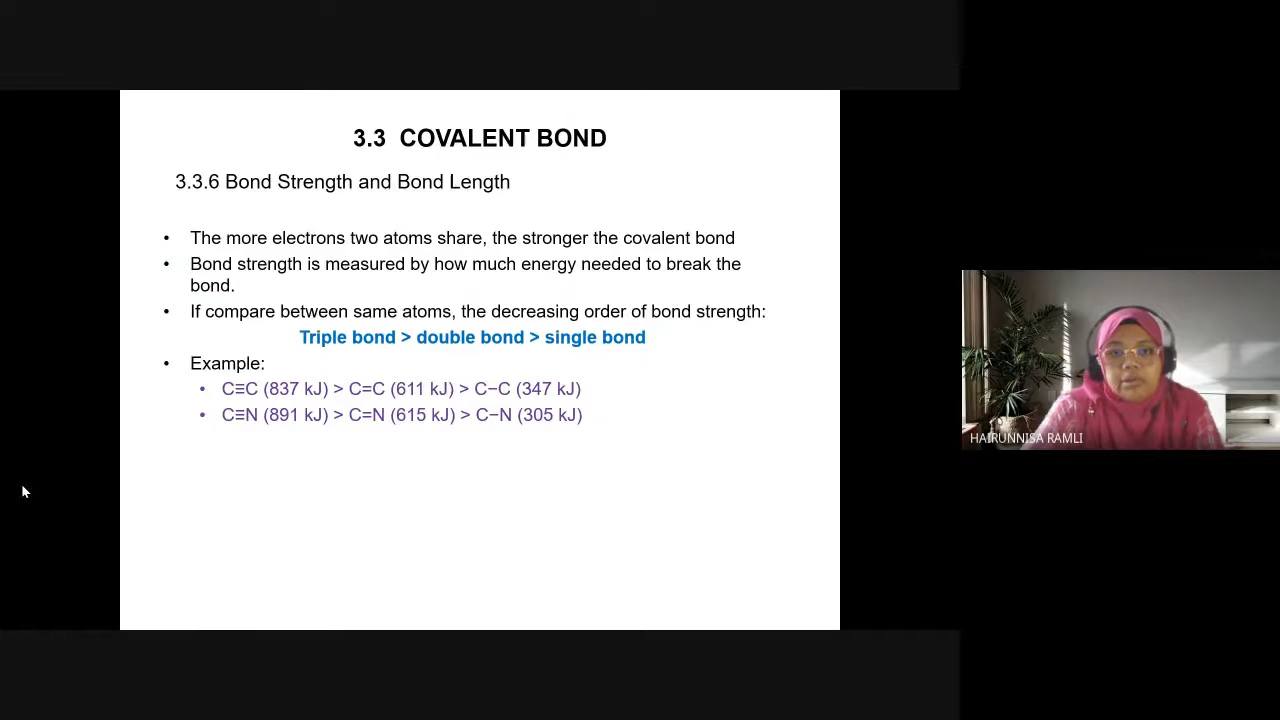 3.3 COVALENT BOND
3.3.6 Bond Strength and Bond Length
• The more electrons two atoms share, the stronger the covalent bond
• Bond strength is measured by how much energy needed to break the
bond.
• If compare between same atoms, the decreasing order of bond strength:
Triple bond > double bond > single bond
• Example:
• C≡C (837 kJ) > C=C (611 kJ) > C−C (347 kJ)
• C≡N (891 kJ) > C=N (615 kJ) > C−N (305 kJ)
HAIRUNNISA RAMLI